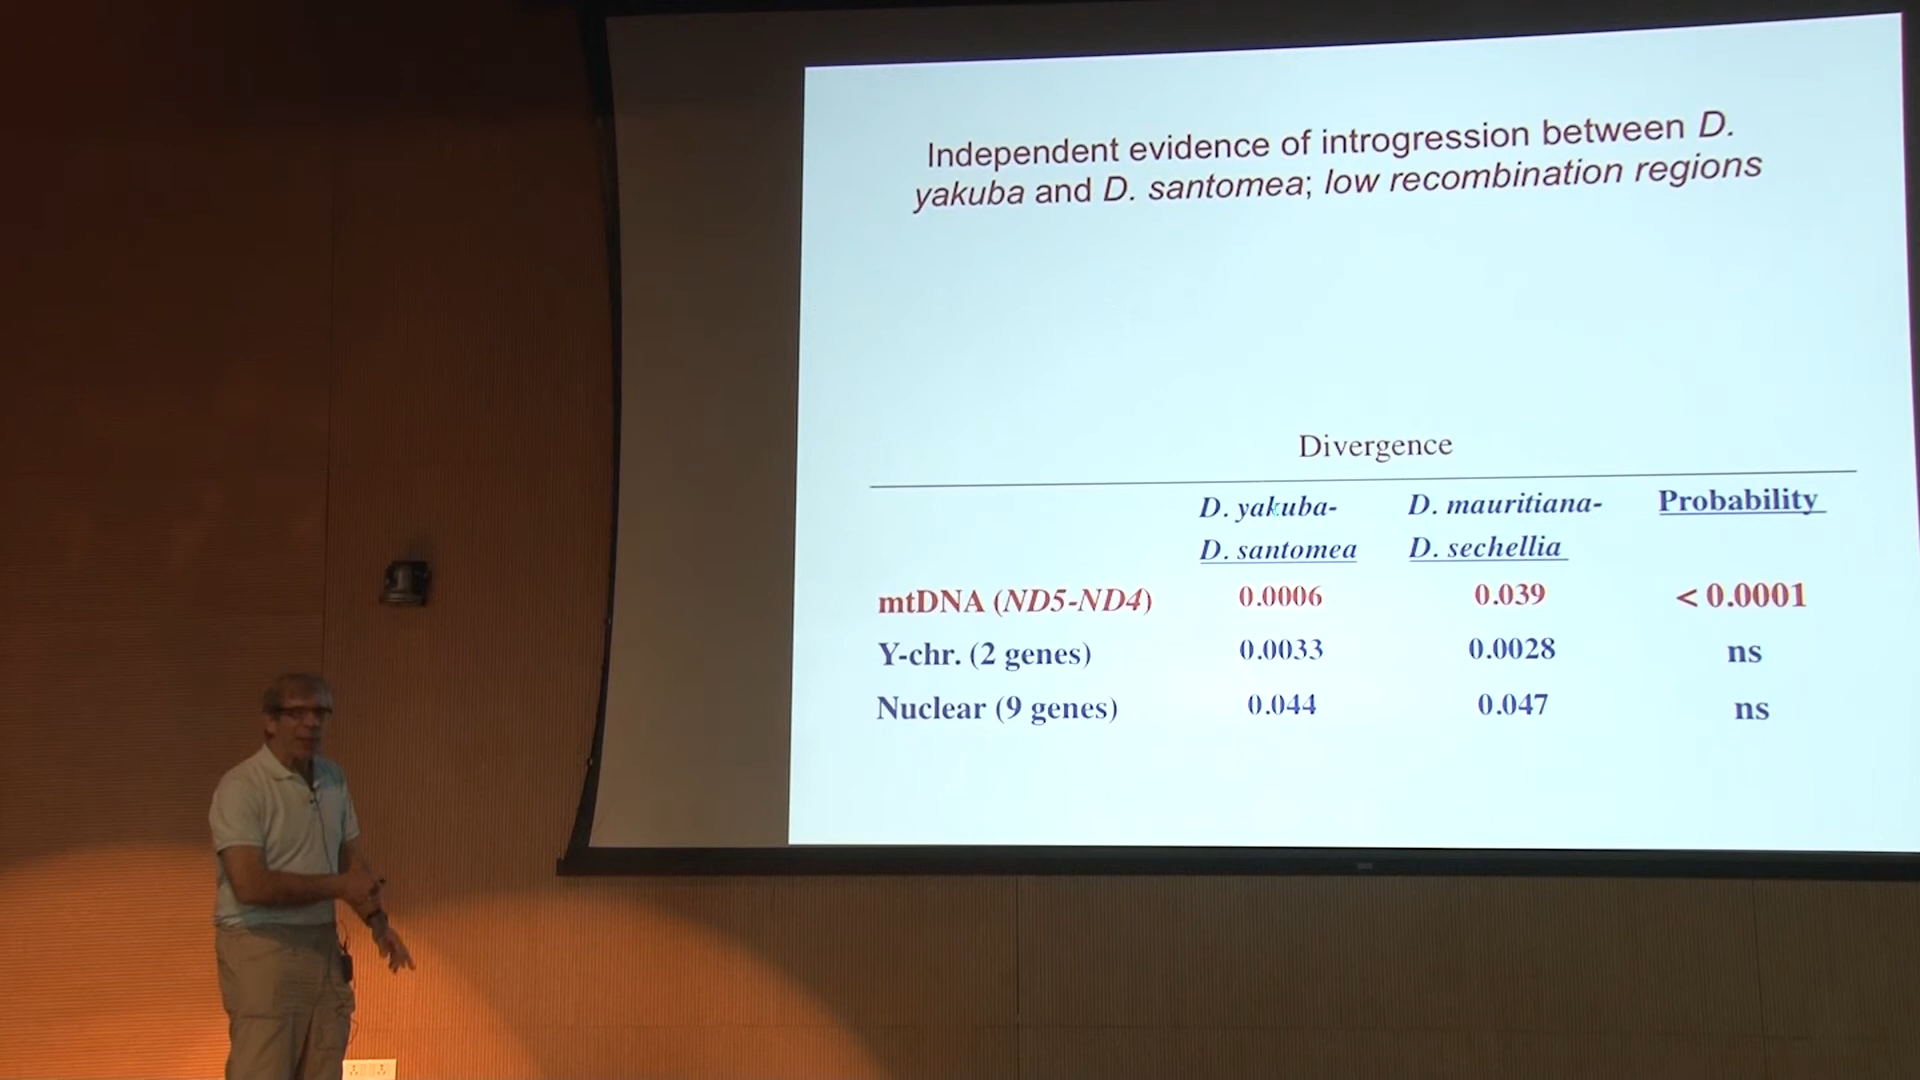 Independent evidence of introgression between D.
yakuba and D. santomea; low recombination regions
Divergence
D. yakuba- D. mauritiana- Probability
D. santomea D. sechellia
mtDNA (ND5-ND4) 0.0006 0.039 < 0.0001
Y-chr. (2 genes) 0.0033 0.0028 ns
Nuclear (9 genes) 0.044 0.047 ns